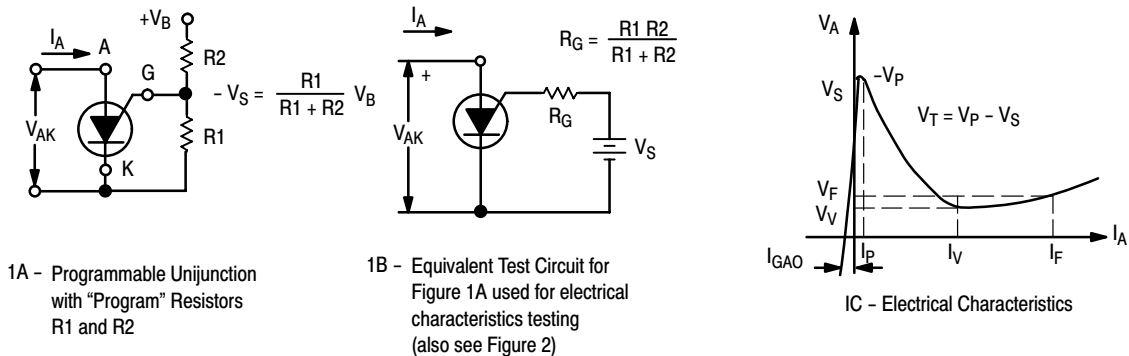 +V_B
I_A
A
R2
G
– V_S = R1 / R1 + R2 V_B
V_AK
R1
K
1A – Programmable Unijunction
with “Program” Resistors
R1 and R2
I_A
R_G = R1 R2 / R1 + R2
+
V_AK
R_G
V_S
1B – Equivalent Test Circuit for
Figure 1A used for electrical
characteristics testing
(also see Figure 2)
V_A
–V_P
V_S
V_T = V_P – V_S
V_F
V_V
I_A
I_GAO
I_P
I_V
I_F
IC – Electrical Characteristics